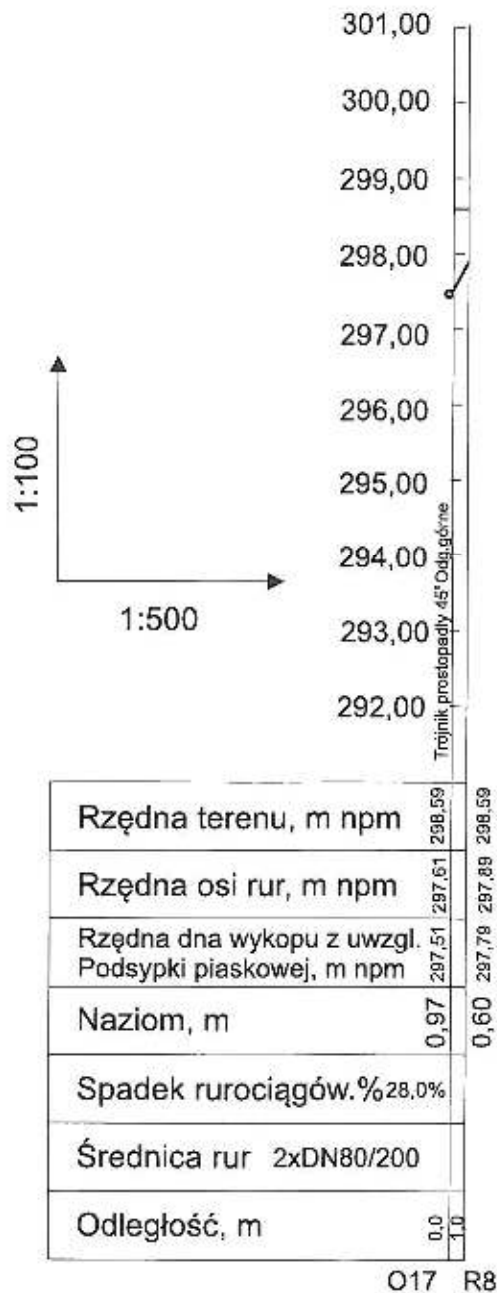 301,00
300,00
299,00
298,00
297,00
296,00
295,00
294,00
293,00
292,00
1:100
1:500
Trójnik prostopadły 45° Odg.górne
Rzędna terenu, m npm 298,59 298,59
Rzędna osi rur, m npm 297,61 297,89
Rzędna dna wykopu z uwzgl.
Podsypki piaskowej, m npm 297,51 297,79
Naziom, m 0,97 0,60
Spadek rurociągów.% 28,0%
Średnica rur 2xDN80/200
Odległość, m 0,0 1,0
O17 R8